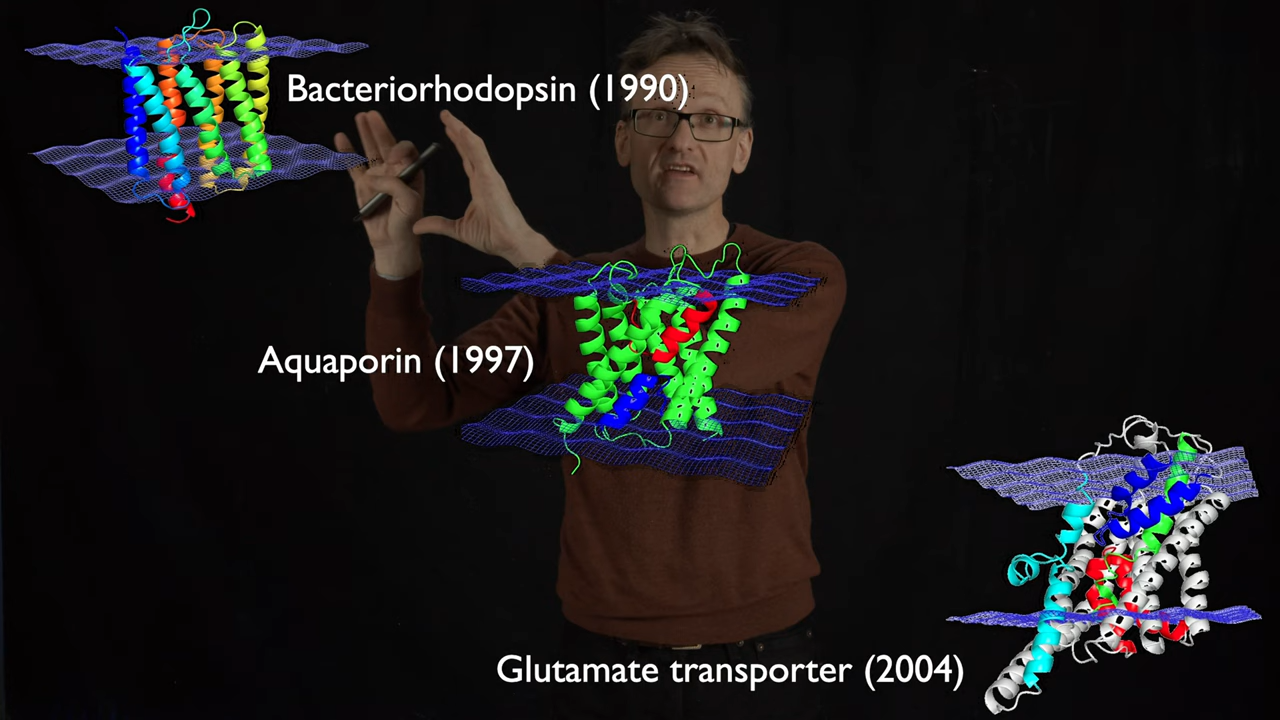 Bacteriorhodopsin (1990)
Aquaporin (1997)
Glutamate transporter (2004)